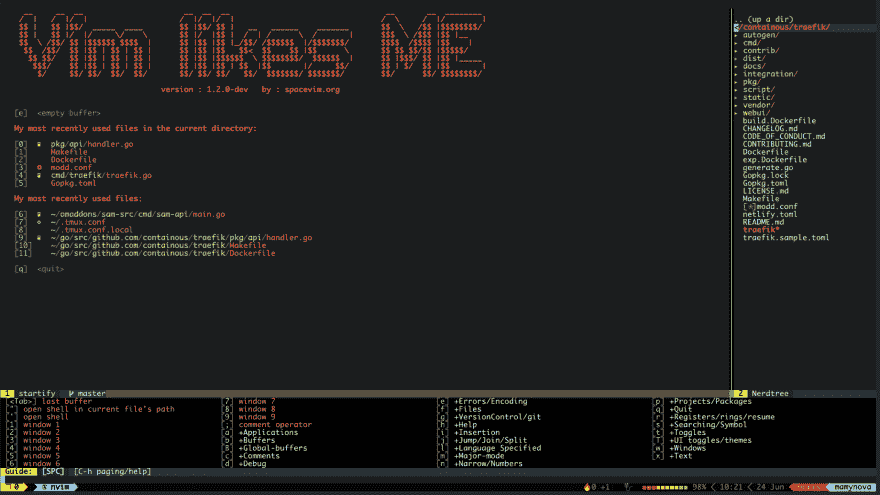 Vim likes ME
version : 1.2.0-dev   by : spacevim.org
[e]  <empty buffer>
My most recently used files in the current directory:
[0]  pkg/api/handler.go
[1]  Makefile
[2]  Dockerfile
[3]  modd.conf
[4]  cmd/traefik/traefik.go
[5]  Gopkg.toml
My most recently used files:
[6]  ~/omaddons/sam-src/cmd/sam-api/main.go
[7]  ~/.tmux.conf
[8]  ~/.tmux.conf.local
[9]  ~/go/src/github.com/containous/traefik/pkg/api/handler.go
[10]  ~/go/src/github.com/containous/traefik/Makefile
[11]  ~/go/src/github.com/containous/traefik/Dockerfile
[q]  <quit>
.. (up a dir)
/containous/traefik/
autogen/
cmd/
contrib/
dist/
docs/
integration/
pkg/
script/
static/
vendor/
webui/
build.Dockerfile
CHANGELOG.md
CODE_OF_CONDUCT.md
CONTRIBUTING.md
Dockerfile
exp.Dockerfile
generate.go
Gopkg.lock
Gopkg.toml
LICENSE.md
Makefile
[+]modd.conf
netlify.toml
README.md
traefik*
traefik.sample.toml
1  startify  master
2  Nerdtree
[<Tab>] last buffer
['] open shell in current file's path
["] open shell
[1] window 1
[2] window 2
[3] window 3
[4] window 4
[5] window 5
[6] window 6
[7] window 7
[8] window 8
[9] window 9
[;] comment operator
[a] +Applications
[b] +Buffers
[B] +Global-buffers
[c] +Comments
[d] +Debug
[e] +Errors/Encoding
[f] +Files
[g] +VersionControl/git
[h] +Help
[i] +Insertion
[j] +Jump/Join/Split
[l] +Language Specified
[m] +Major-mode
[n] +Narrow/Numbers
[p] +Projects/Packages
[q] +Quit
[r] +Registers/rings/resume
[s] +Searching/Symbol
[t] +Toggles
[T] +UI toggles/themes
[w] +Windows
[x] +Text
Guide: [SPC] [C-h paging/help]
nvim
0 +1
98%  10:21  24 Jun
mamynova